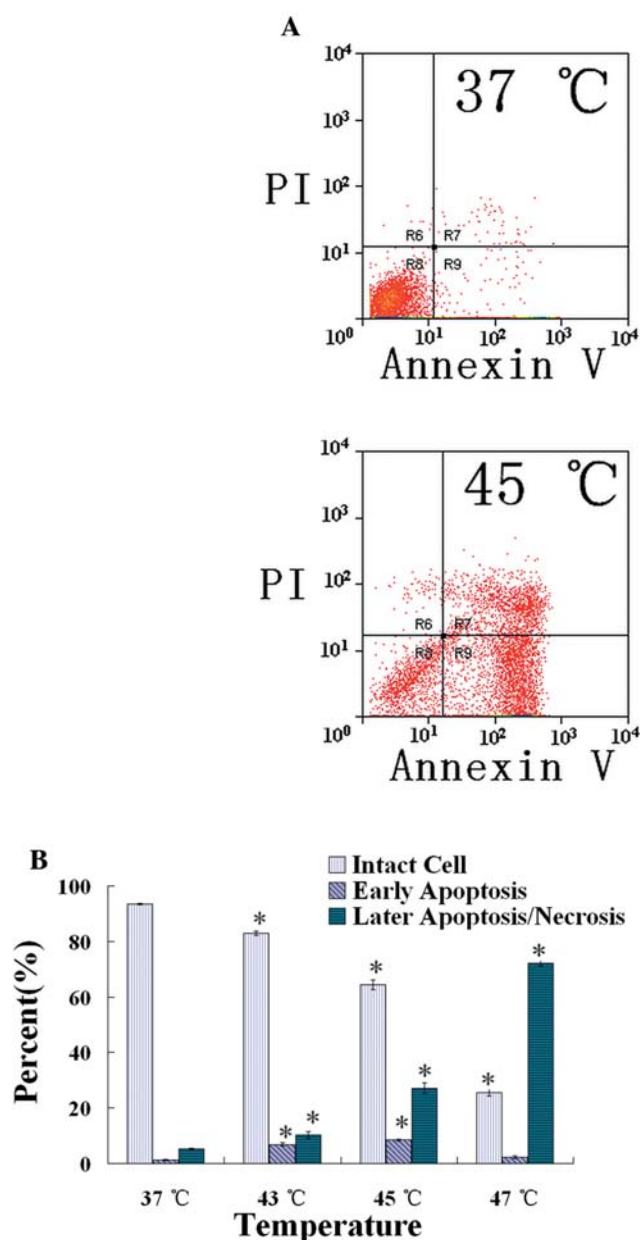 A
37 ℃
PI
10⁴
10³
10²
10¹
R6 R7
R8 R9
10⁰ 10¹ 10² 10³ 10⁴
Annexin V
45 ℃
PI
10⁴
10³
10²
10¹
R6 R7
R8 R9
10⁰ 10¹ 10² 10³ 10⁴
Annexin V
B
Intact Cell
Early Apoptosis
Later Apoptosis/Necrosis
Percent(%)
100
80
60
40
20
0
* * * * * * * *
37 ℃ 43 ℃ 45 ℃ 47 ℃
Temperature